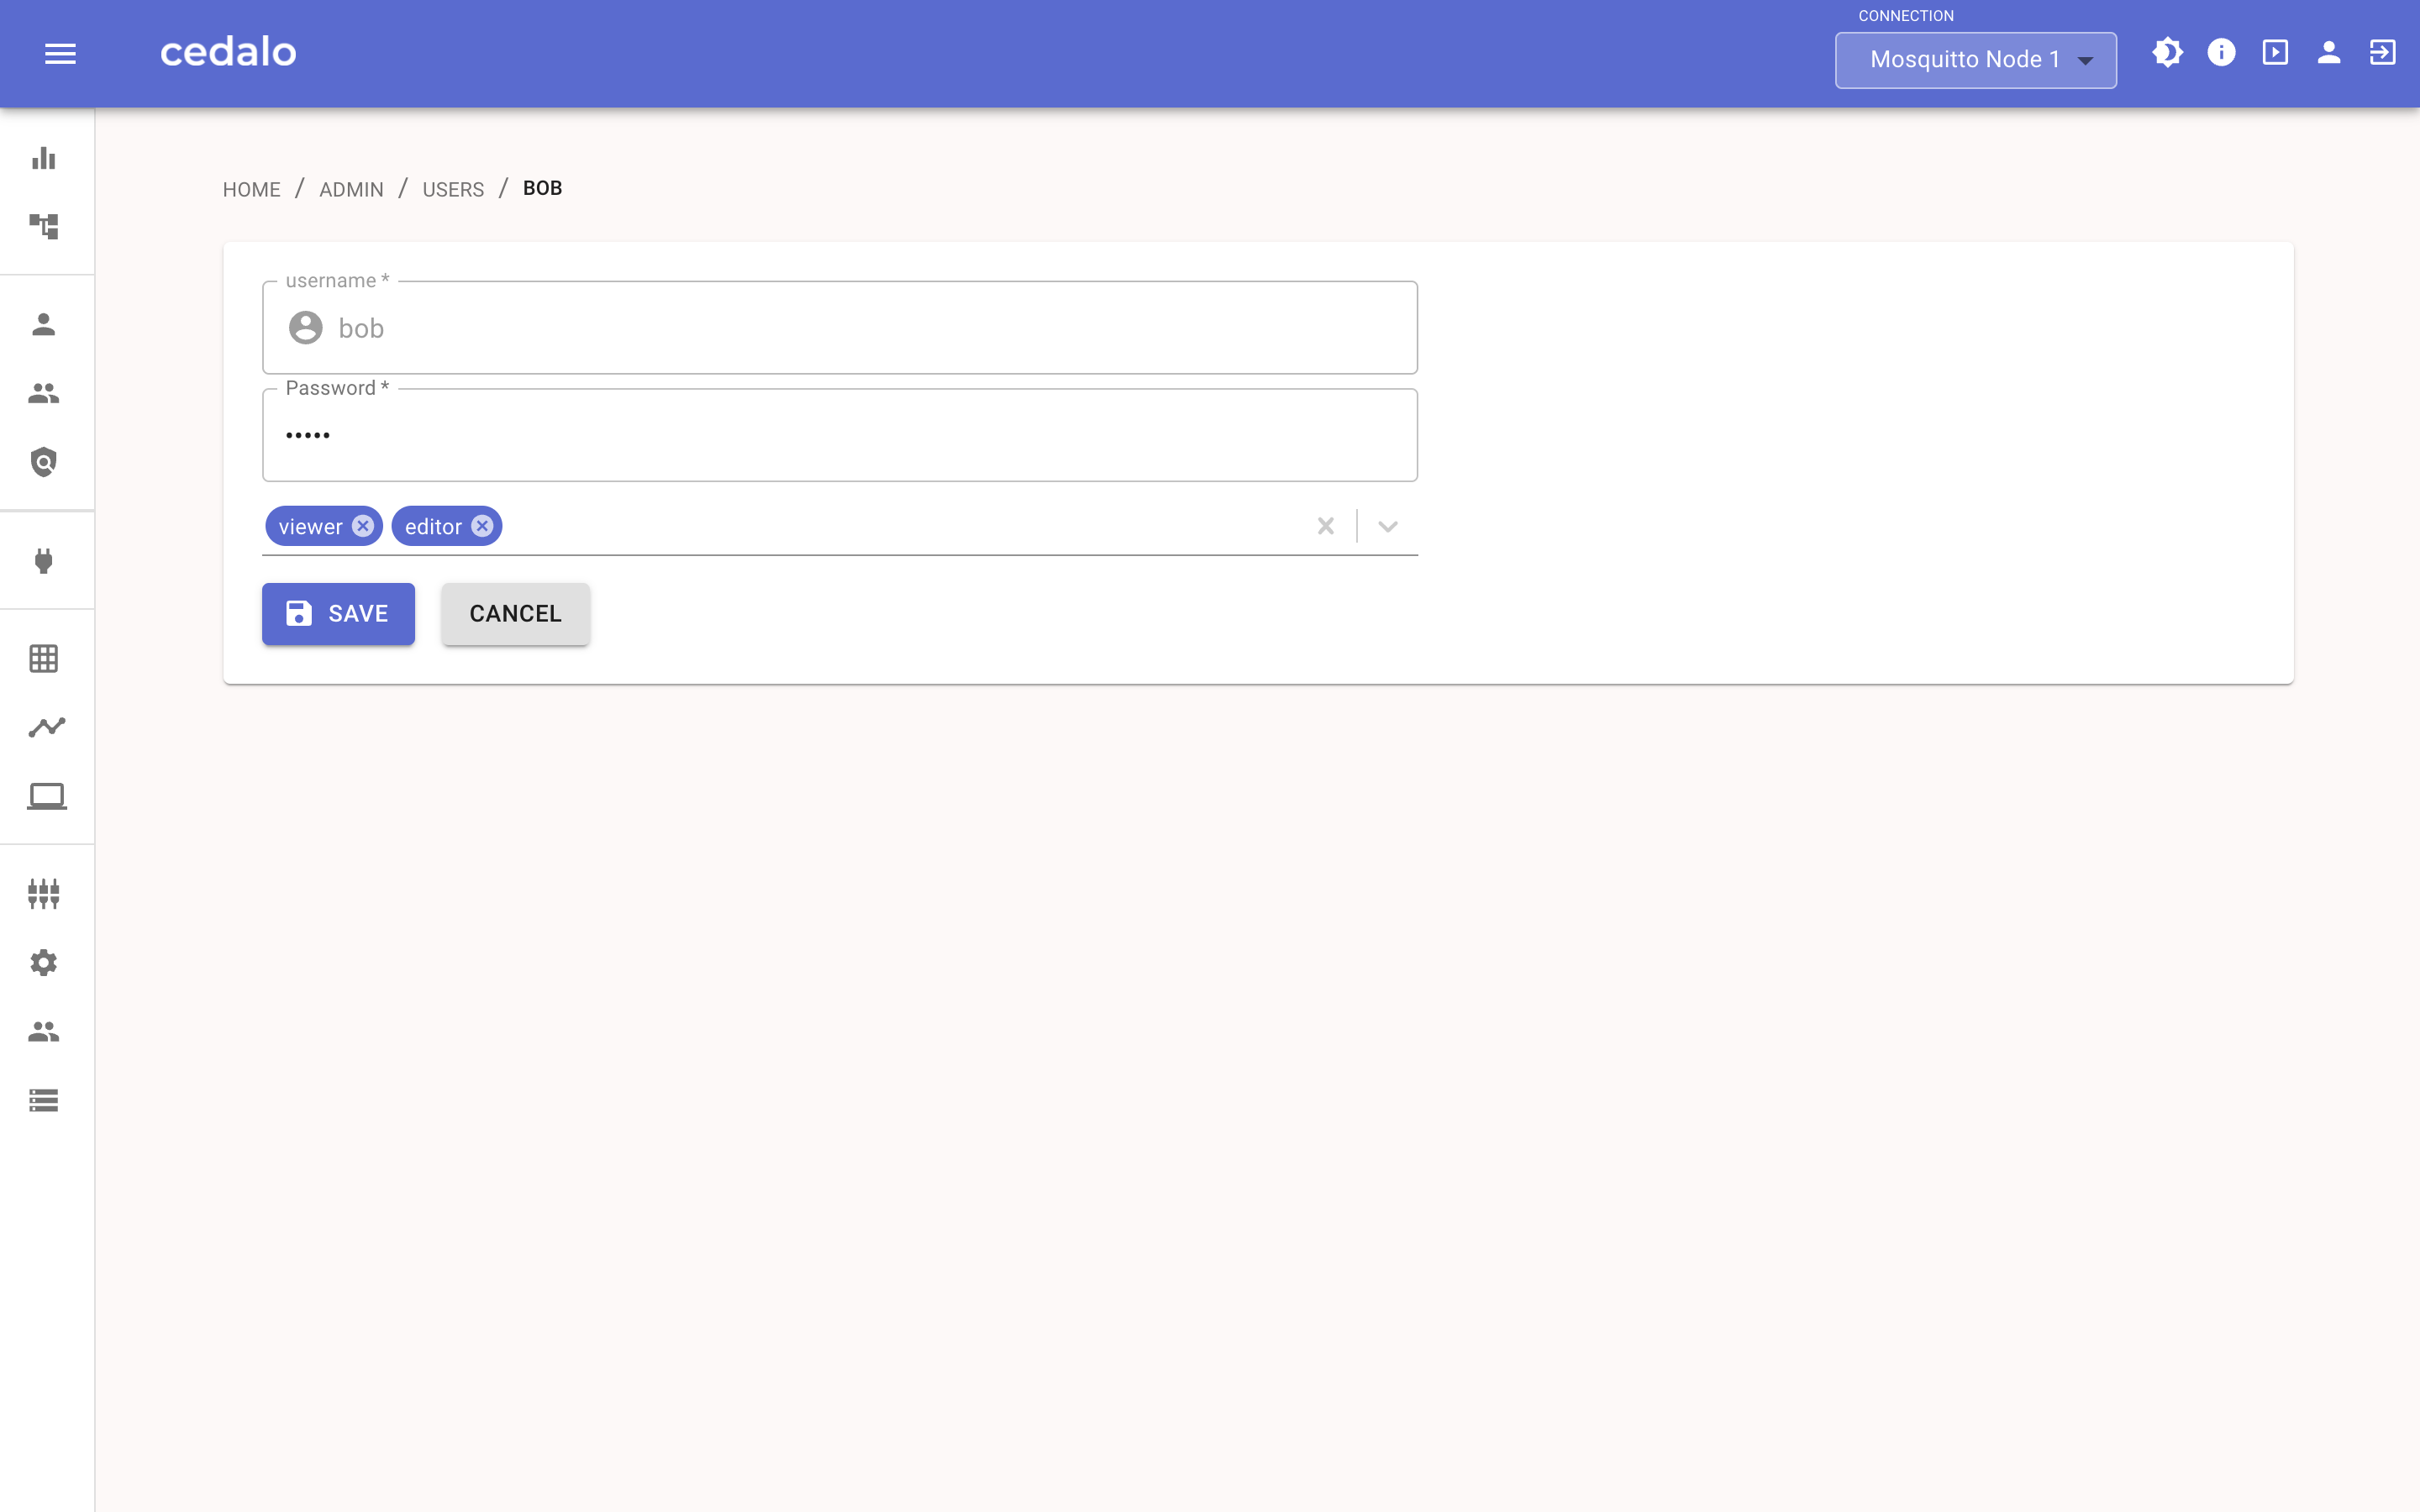 CONNECTION
cedalo
Mosquitto Node 1
HOME / ADMIN / USERS / BOB
username *
bob
Password *
•••••
viewer editor
SAVE CANCEL